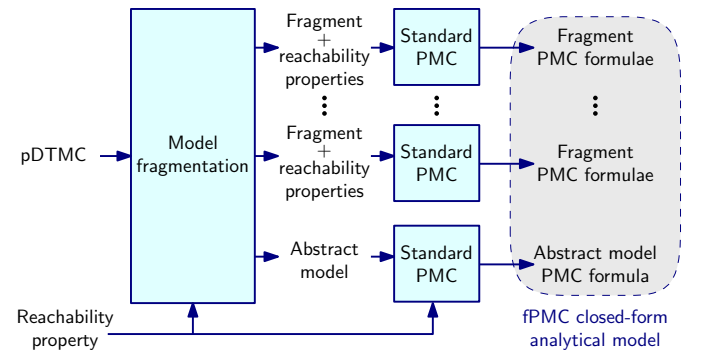 pDTMC
Reachability
property
Model
fragmentation
Fragment
+
reachability
properties
Standard
PMC
Fragment
PMC formulae
Fragment
+
reachability
properties
Standard
PMC
Fragment
PMC formulae
Abstract
model
Standard
PMC
Abstract model
PMC formula
fPMC closed-form
analytical model